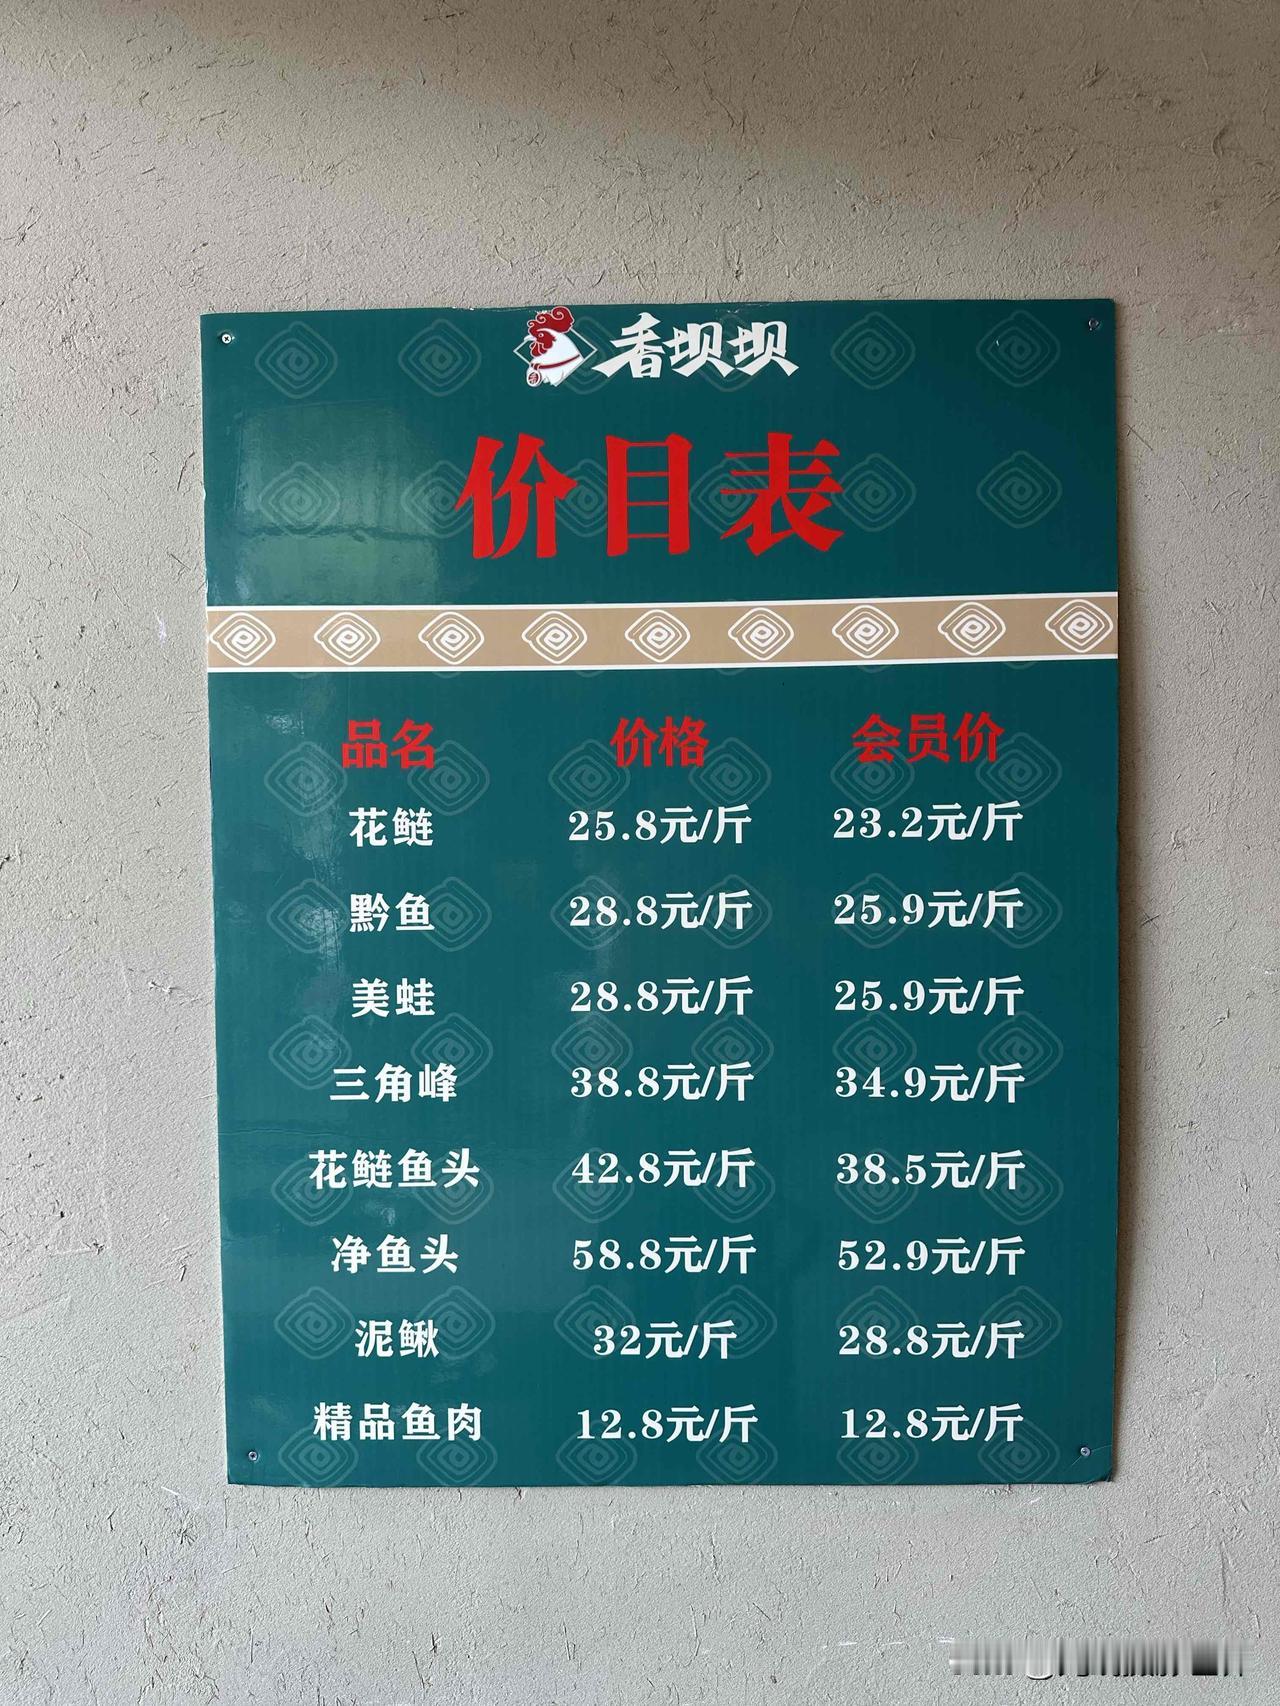 香坝坝
价目表
品名 价格 会员价
花鲢 25.8元/斤 23.2元/斤
黔鱼 28.8元/斤 25.9元/斤
美蛙 28.8元/斤 25.9元/斤
三角峰 38.8元/斤 34.9元/斤
花鲢鱼头 42.8元/斤 38.5元/斤
净鱼头 58.8元/斤 52.9元/斤
泥鳅 32元/斤 28.8元/斤
精品鱼肉 12.8元/斤 12.8元/斤